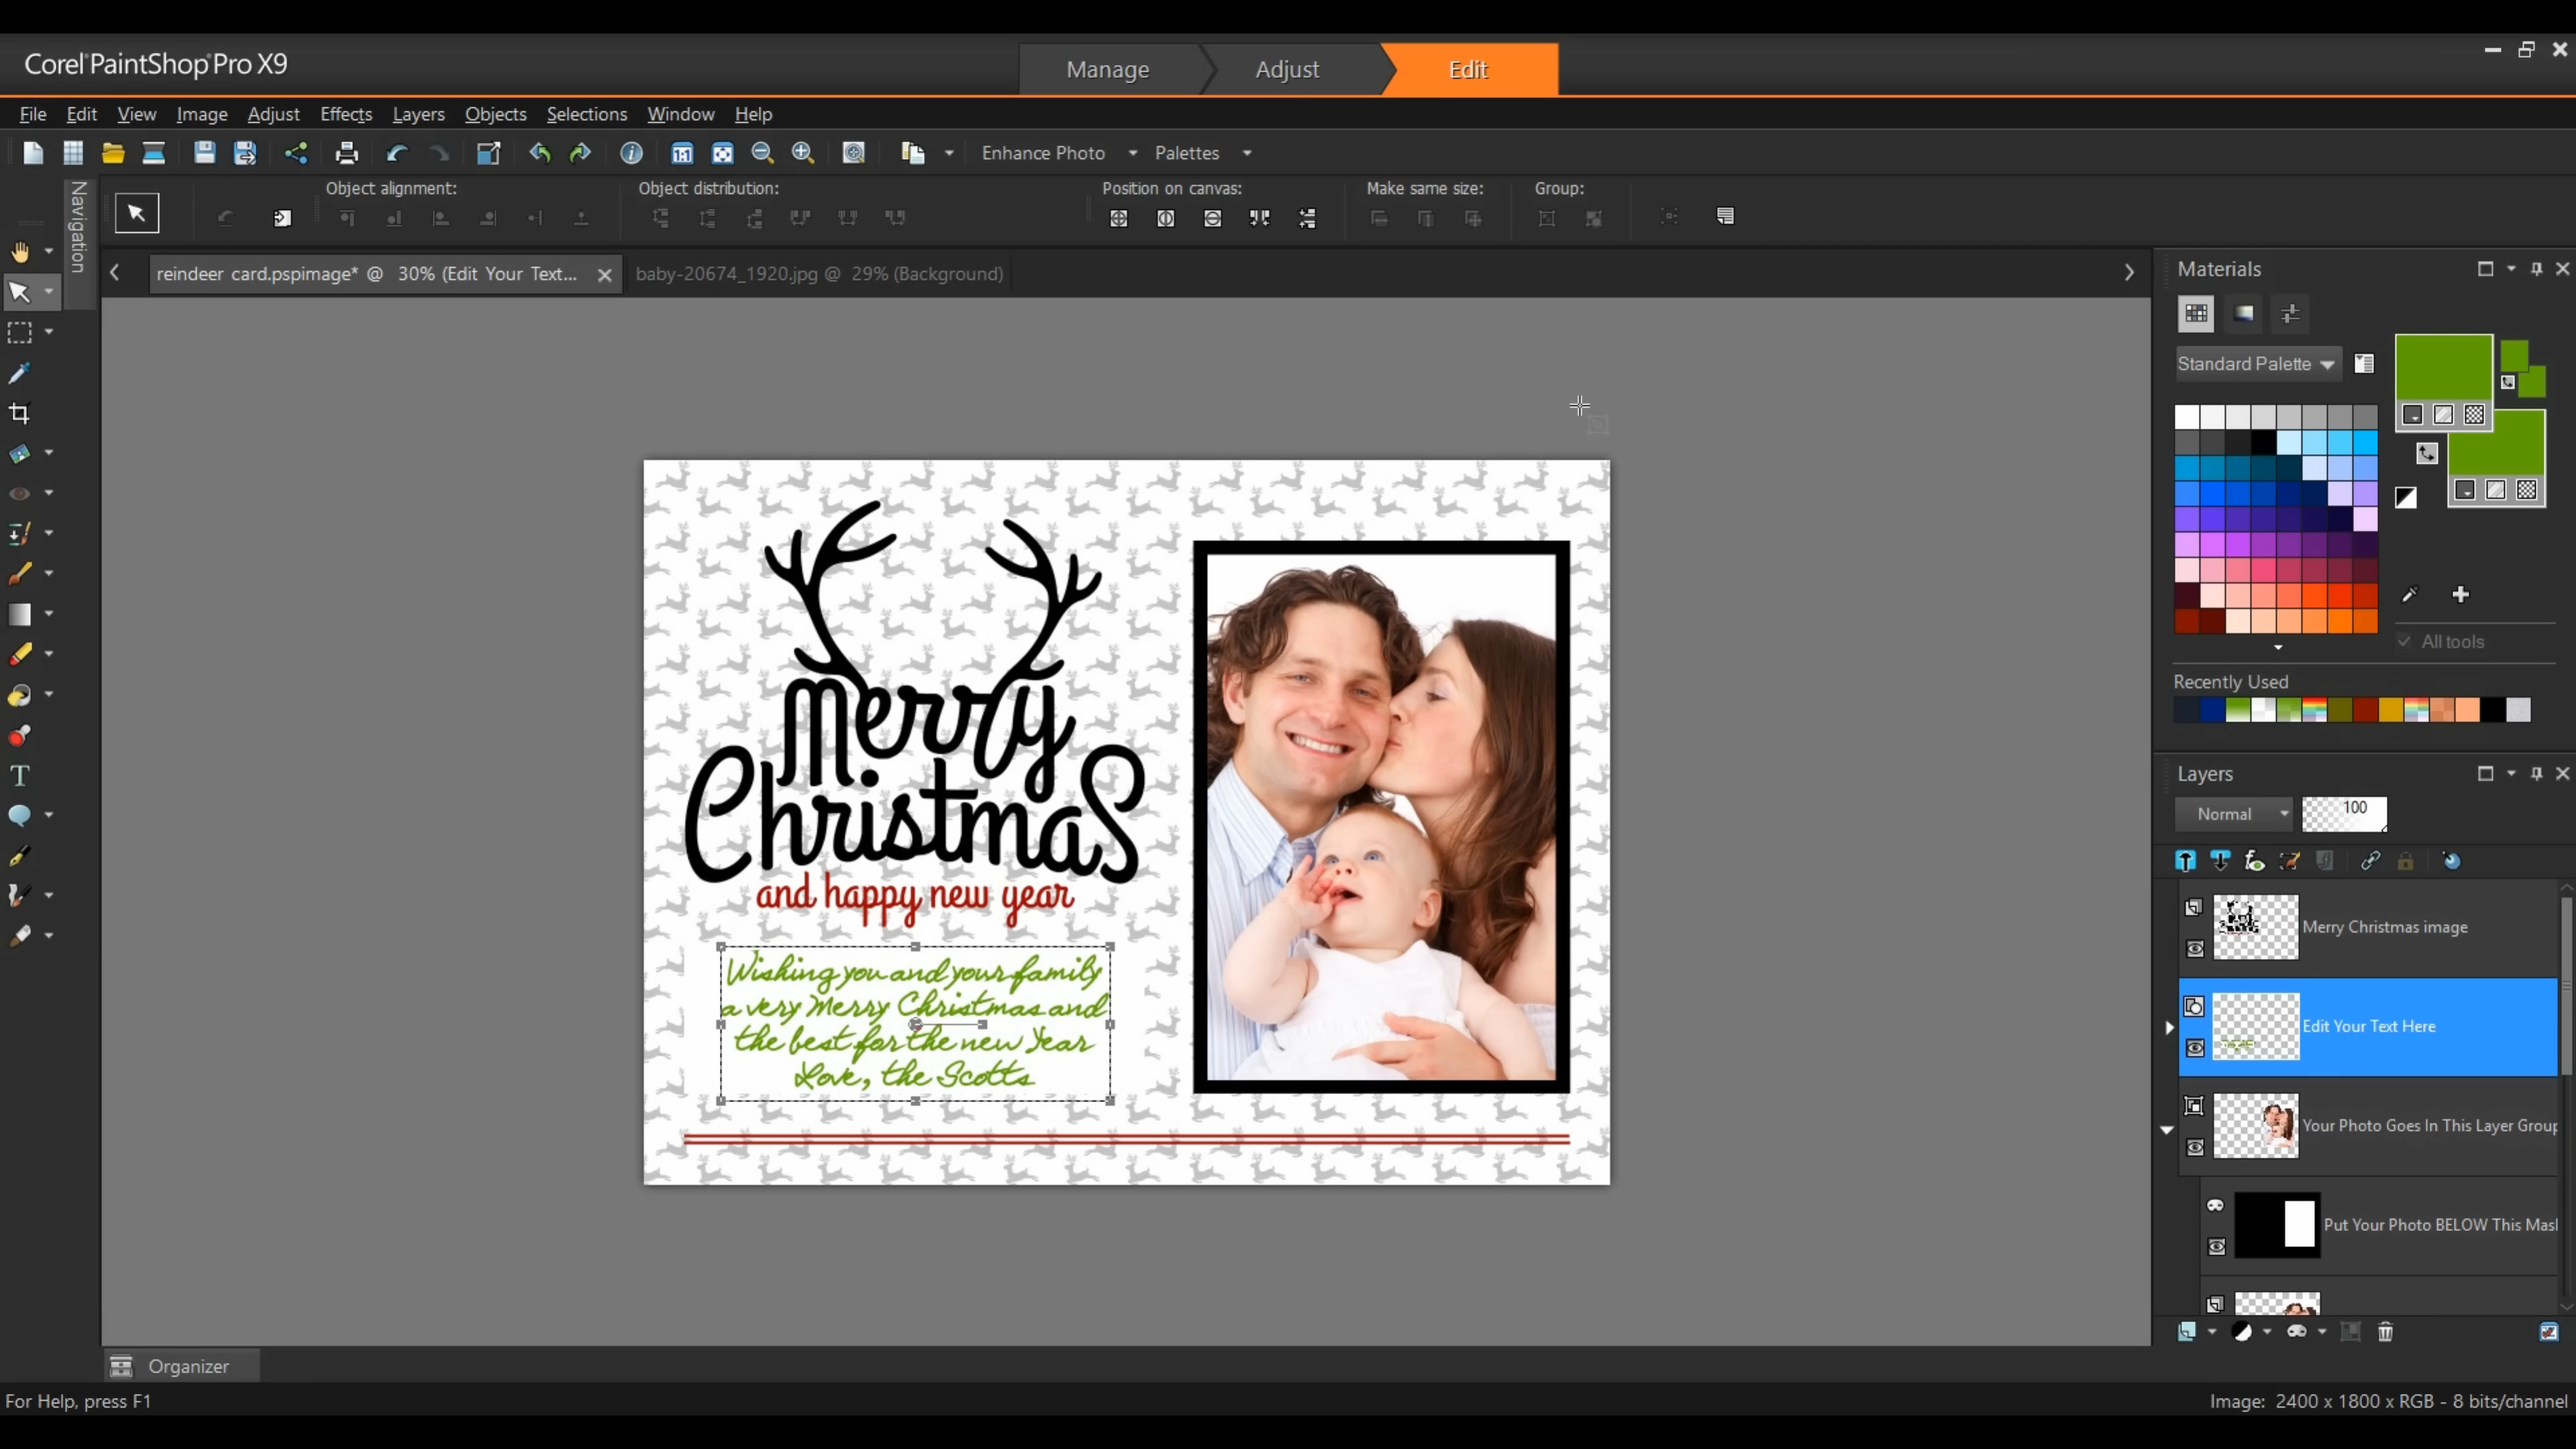 Corel PaintShop Pro X9
Manage
Adjust
Edit
File Edit View Image Adjust Effects Layers Objects Selections Window Help
Enhance Photo
Palettes
Navigation
Object alignment:
Object distribution:
Position on canvas:
Make same size:
Group:
reindeer card.pspimage* @ 30% (Edit Your Text...
baby-20674_1920.jpg @ 29% (Background)
Merry
Christmas
and happy new year
Wishing you and your family
a very Merry Christmas and
the best for the new Year
Love, the Scotts
Materials
Standard Palette
All tools
Recently Used
Layers
Normal
100
Merry Christmas image
Edit Your Text Here
Your Photo Goes In This Layer Group
Put Your Photo BELOW This Mas
Organizer
For Help, press F1
Image: 2400 x 1800 x RGB - 8 bits/channel